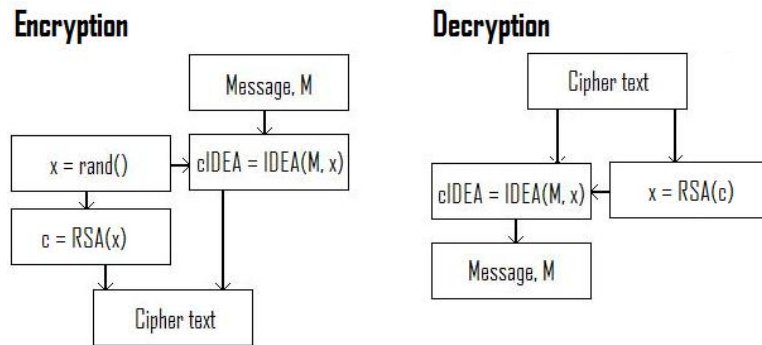 Encryption
Message, M
x = rand()
cIDEA = IDEA(M, x)
c = RSA(x)
Cipher text
Decryption
Cipher text
cIDEA = IDEA(M, x)
x = RSA(c)
Message, M